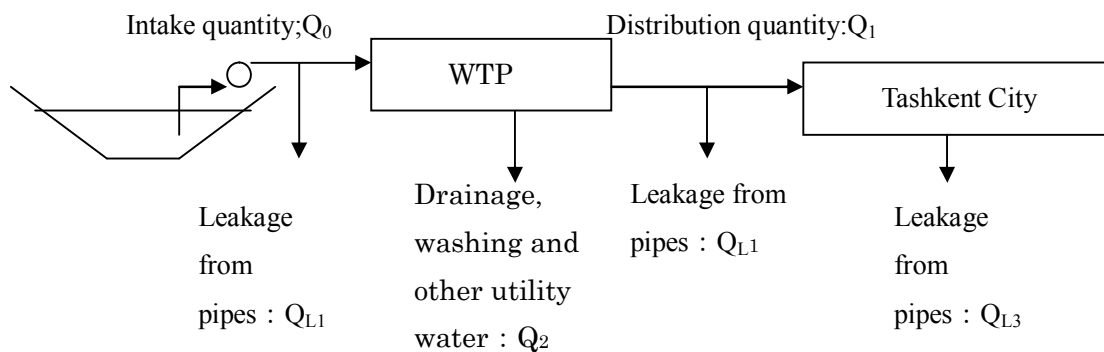 Intake quantity;Q0
Distribution quantity:Q1
WTP
Tashkent City
Leakage
from
pipes：QL1
Drainage,
washing and
other utility
water：Q2
Leakage from
pipes：QL1
Leakage
from
pipes：QL3